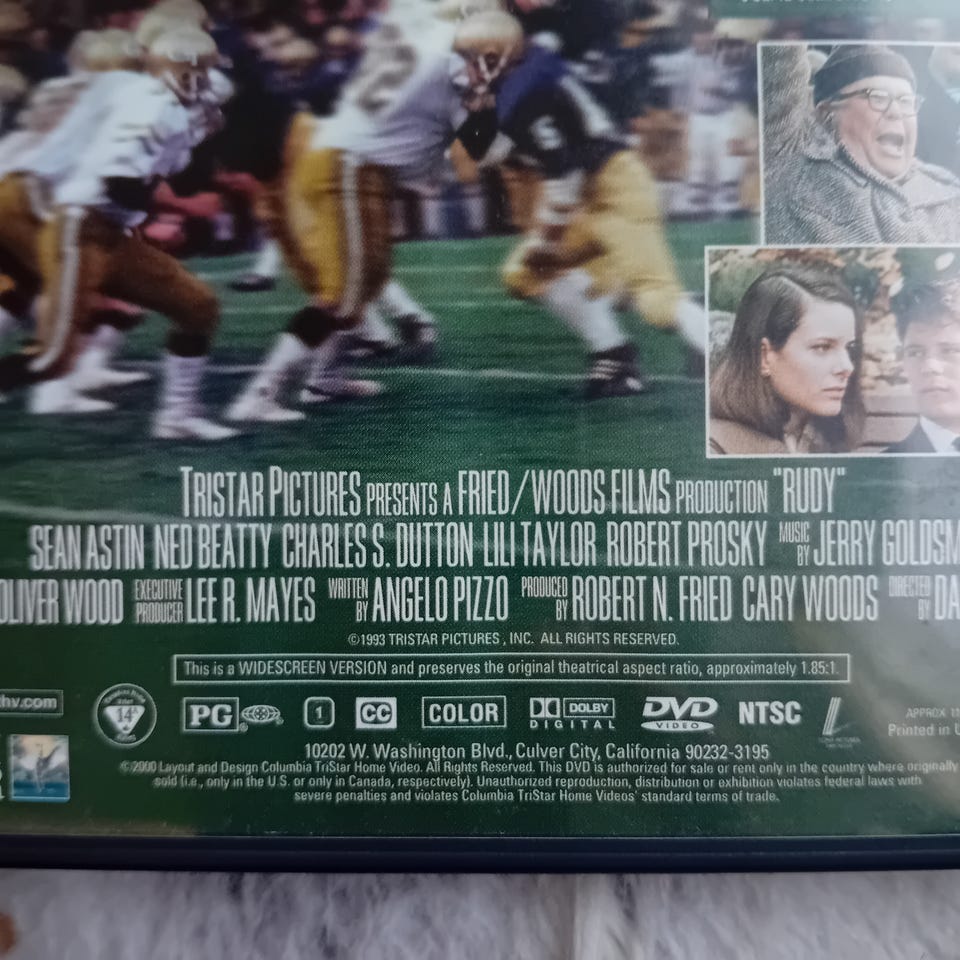 TRISTAR PICTURES PRESENTS A FRIED/WOODS FILMS PRODUCTION "RUDY"
SEAN ASTIN NED BEATTY CHARLES S. DUTTON LILI TAYLOR ROBERT PROSKY MUSIC BY JERRY GOLDSM
OLIVER WOOD EXECUTIVE PRODUCER LEE R. MAYES WRITTEN BY ANGELO PIZZO PRODUCED BY ROBERT N. FRIED CARY WOODS DIRECTED BY DA
©1993 TRISTAR PICTURES, INC. ALL RIGHTS RESERVED.
This is a WIDESCREEN VERSION and preserves the original theatrical aspect ratio, approximately 1.85:1.
hv.com
14A PG 1 CC COLOR DOLBY DIGITAL DVD VIDEO NTSC
APPROX. 11
Printed in U
10202 W. Washington Blvd., Culver City, California 90232-3195
©2000 Layout and Design Columbia TriStar Home Video. All Rights Reserved. This DVD is authorized for sale or rent only in the country where originally
sold (i.e., only in the U.S. or only in Canada, respectively). Unauthorized reproduction, distribution or exhibition violates federal laws with
severe penalties and violates Columbia TriStar Home Videos' standard terms of trade.